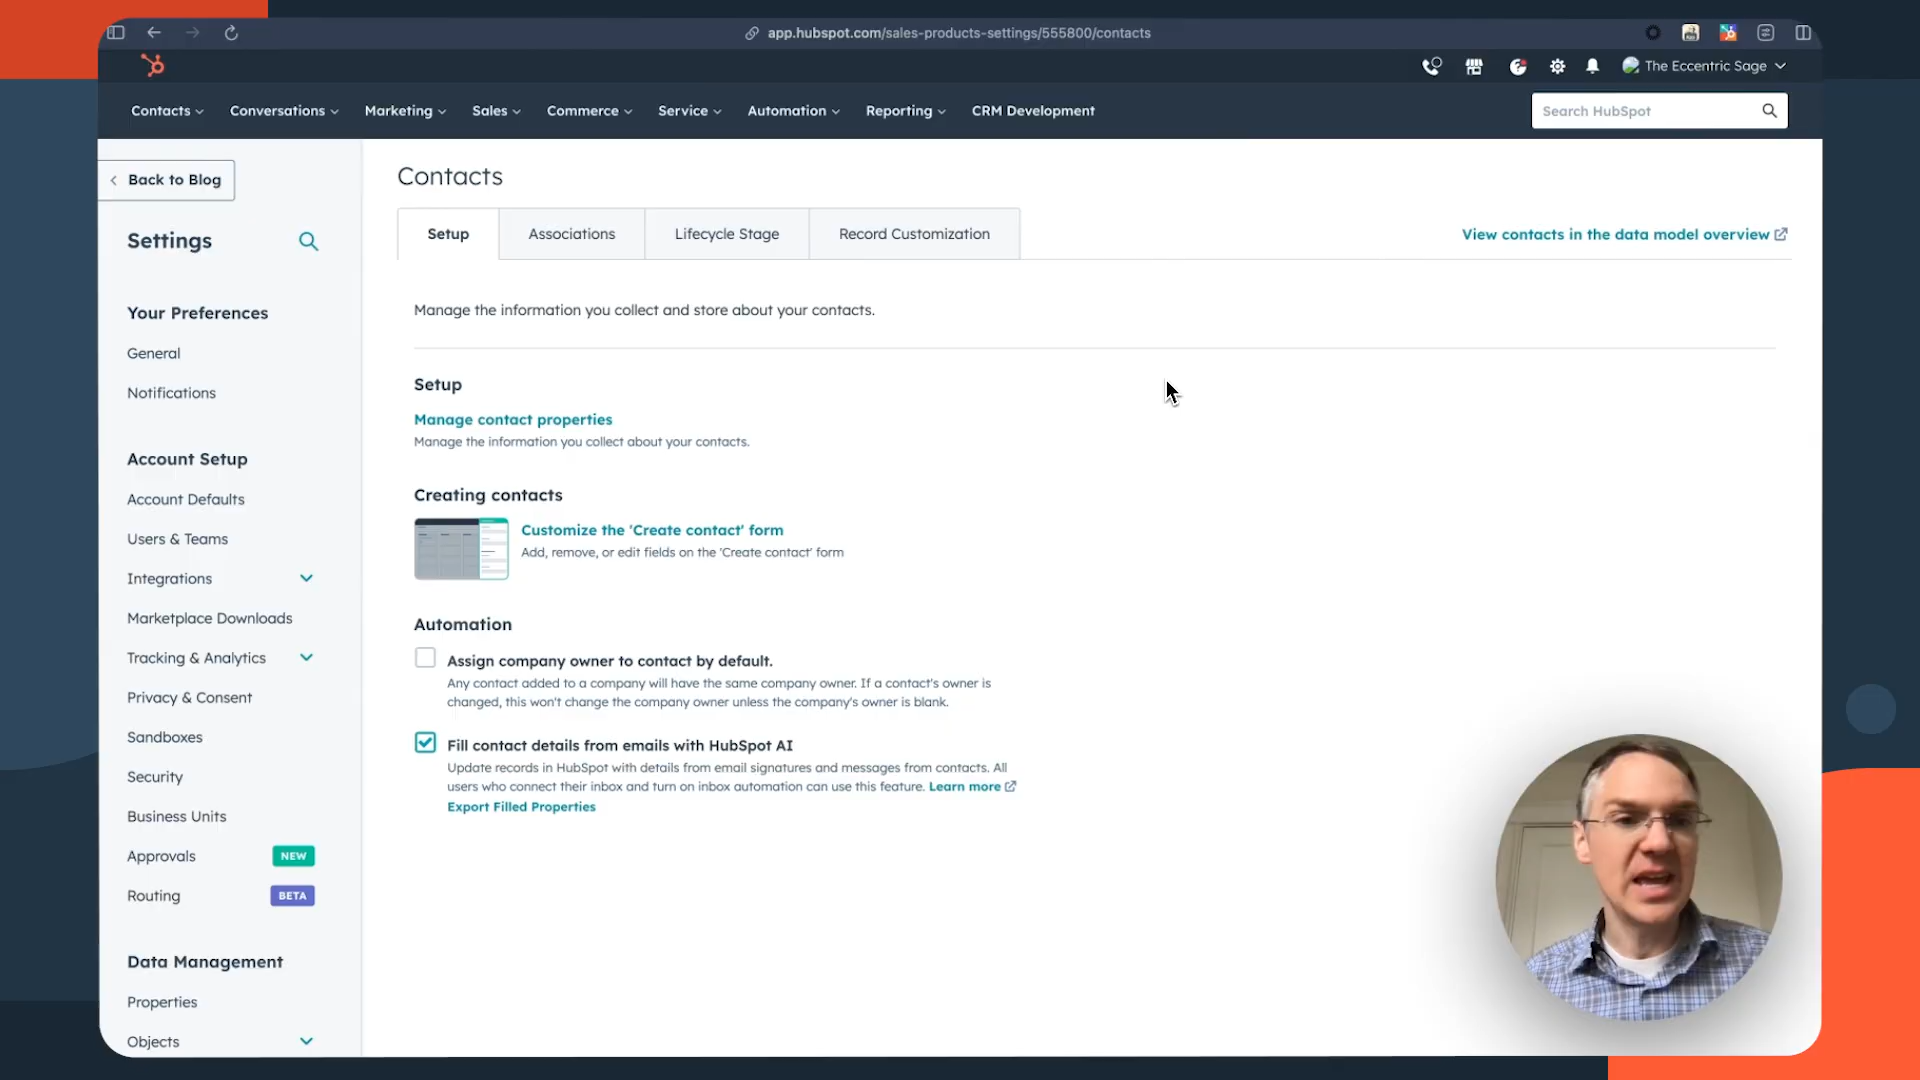 app.hubspot.com/sales-products-settings/555800/contacts
The Eccentric Sage
Contacts
Conversations
Marketing
Sales
Commerce
Service
Automation
Reporting
CRM Development
Search HubSpot
Back to Blog
Settings
Your Preferences
General
Notifications
Account Setup
Account Defaults
Users & Teams
Integrations
Marketplace Downloads
Tracking & Analytics
Privacy & Consent
Sandboxes
Security
Business Units
Approvals NEW
Routing BETA
Data Management
Properties
Objects
Contacts
Setup
Associations
Lifecycle Stage
Record Customization
View contacts in the data model overview
Manage the information you collect and store about your contacts.
Setup
Manage contact properties
Manage the information you collect about your contacts.
Creating contacts
Customize the 'Create contact' form
Add, remove, or edit fields on the 'Create contact' form
Automation
Assign company owner to contact by default.
Any contact added to a company will have the same company owner. If a contact's owner is
changed, this won't change the company owner unless the company's owner is blank.
Fill contact details from emails with HubSpot AI
Update records in HubSpot with details from email signatures and messages from contacts. All
users who connect their inbox and turn on inbox automation can use this feature. Learn more
Export Filled Properties